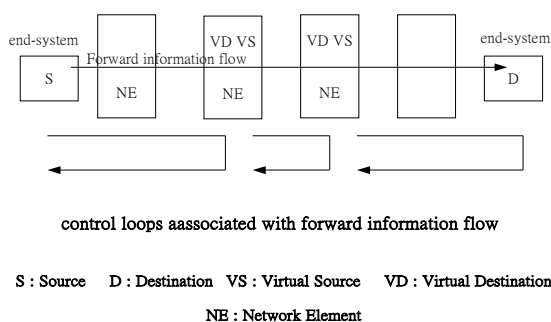 end-system
VD VS
VD VS
end-system
Forward information flow
S
NE
NE
NE
D
control loops aassociated with forward information flow
S : Source D : Destination VS : Virtual Source VD : Virtual Destination
NE : Network Element